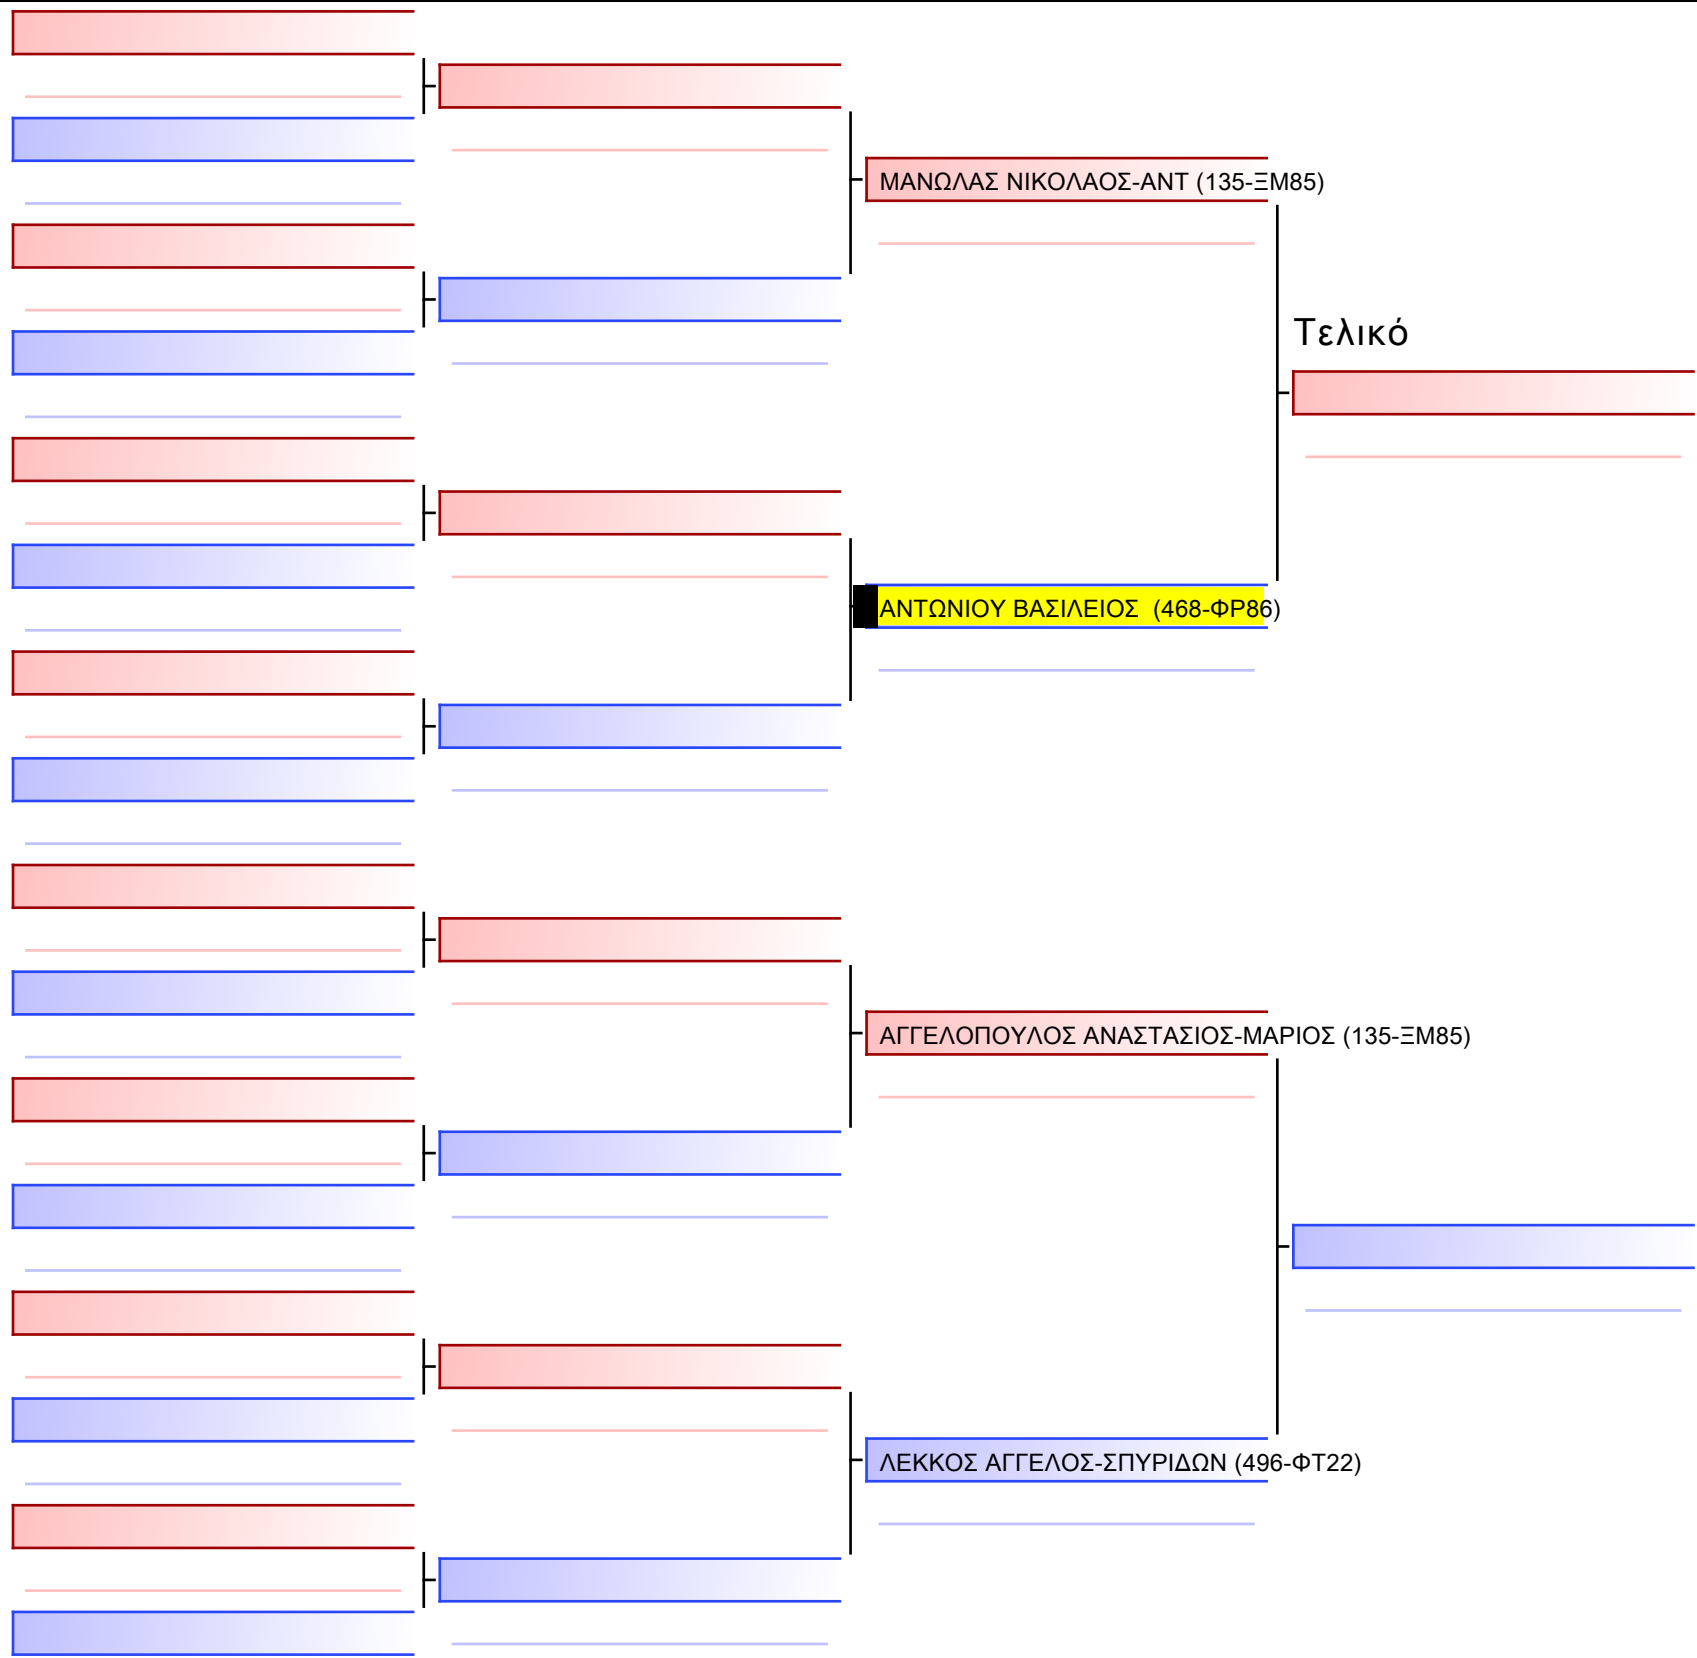 ΜΑΝΩΛΑΣ ΝΙΚΟΛΑΟΣ-ΑΝΤ (135-ΞΜ85)
Τελικό
ΑΝΤΩΝΙΟΥ ΒΑΣΙΛΕΙΟΣ  (468-ΦΡ86)
ΑΓΓΕΛΟΠΟΥΛΟΣ ΑΝΑΣΤΑΣΙΟΣ-ΜΑΡΙΟΣ (135-ΞΜ85)
ΛΕΚΚΟΣ ΑΓΓΕΛΟΣ-ΣΠΥΡΙΔΩΝ (496-ΦΤ22)